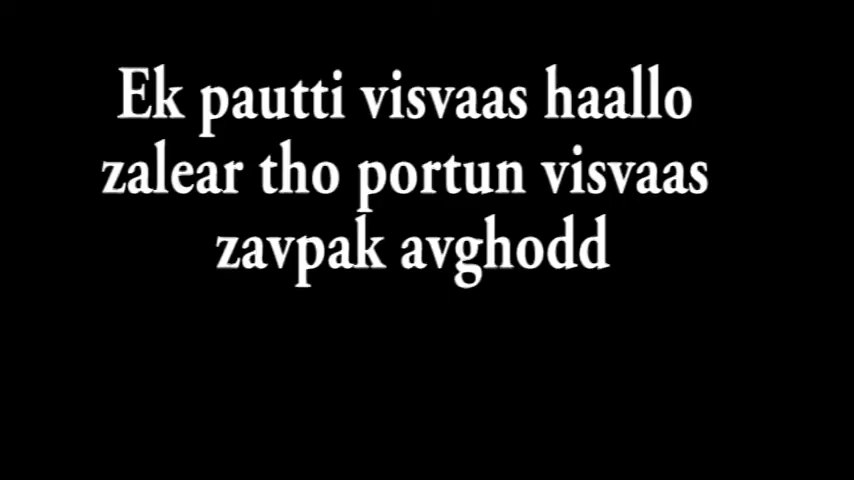 Ek pautti visvaas haallo
zalear tho portun visvaas
zavpak avghodd